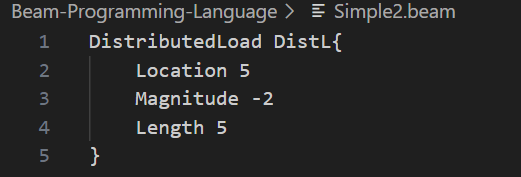 Beam-Programming-Language > Simple2.beam
1 DistributedLoad DistL{
2 Location 5
3 Magnitude -2
4 Length 5
5 }